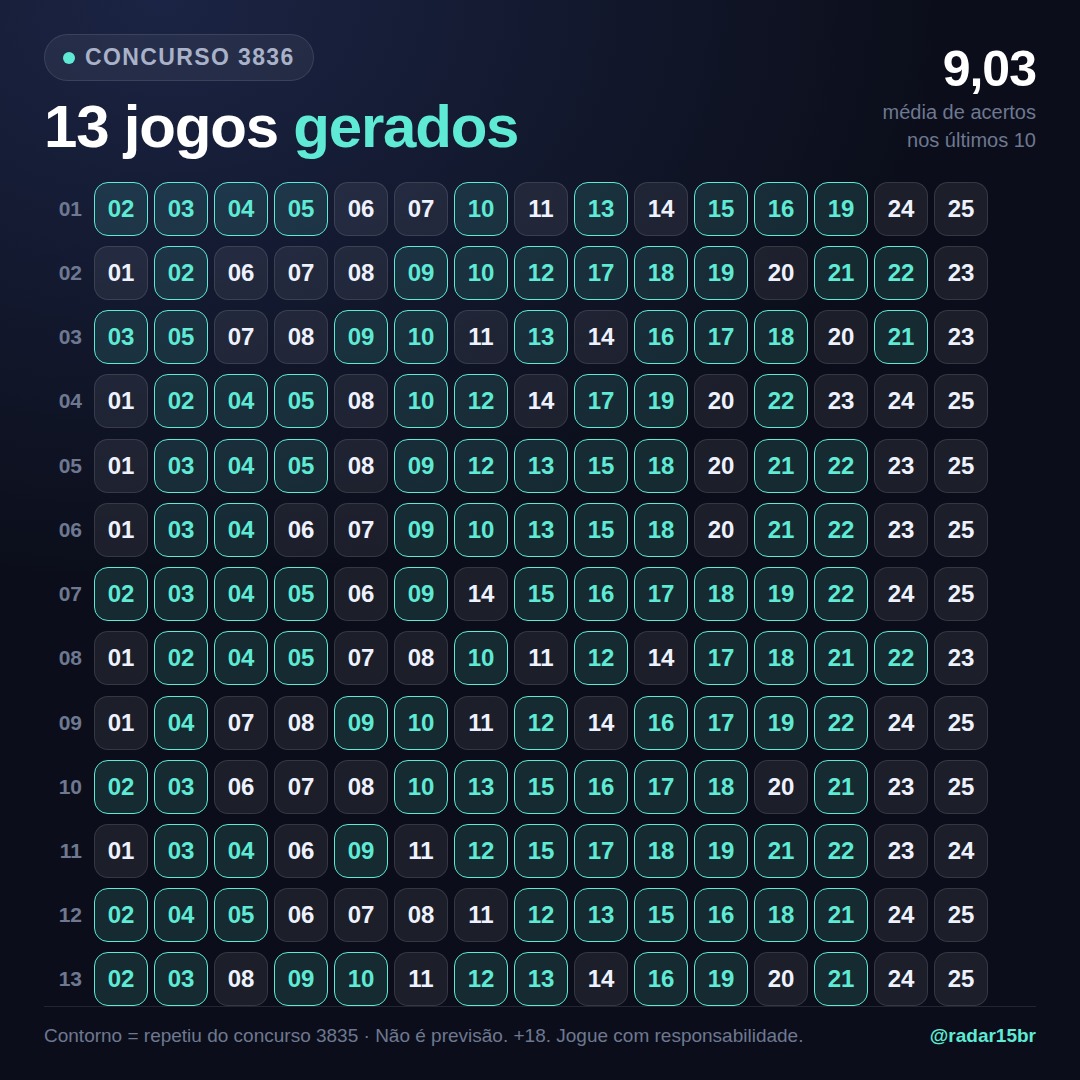 CONCURSO 3836
13 jogos gerados
9,03
média de acertos
nos últimos 10
01 02 03 04 05 06 07 10 11 13 14 15 16 19 24 25
02 01 02 06 07 08 09 10 12 17 18 19 20 21 22 23
03 03 05 07 08 09 10 11 13 14 16 17 18 20 21 23
04 01 02 04 05 08 10 12 14 17 19 20 22 23 24 25
05 01 03 04 05 08 09 12 13 15 18 20 21 22 23 25
06 01 03 04 06 07 09 10 13 15 18 20 21 22 23 25
07 02 03 04 05 06 09 14 15 16 17 18 19 22 24 25
08 01 02 04 05 07 08 10 11 12 14 17 18 21 22 23
09 01 04 07 08 09 10 11 12 14 16 17 19 22 24 25
10 02 03 06 07 08 10 13 15 16 17 18 20 21 23 25
11 01 03 04 06 09 11 12 15 17 18 19 21 22 23 24
12 02 04 05 06 07 08 11 12 13 15 16 18 21 24 25
13 02 03 08 09 10 11 12 13 14 16 19 20 21 24 25
Contorno = repetiu do concurso 3835 · Não é previsão. +18. Jogue com responsabilidade.
@radar15br